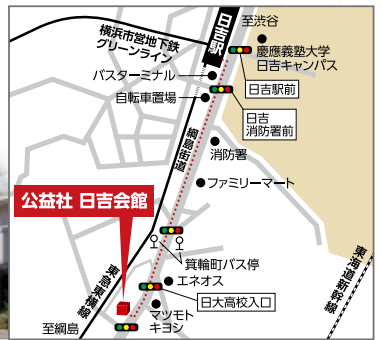 至渋谷
日吉駅
横浜市営地下鉄
グリーンライン
慶應義塾大学
日吉キャンパス
バスターミナル
日吉駅前
自転車置場
日吉
消防署前
綱島街道
消防署
ファミリーマート
公益社 日吉会館
箕輪町バス停
東急東横線
エネオス
日大高校入口
東海道新幹線
マツモト
キヨシ
至綱島